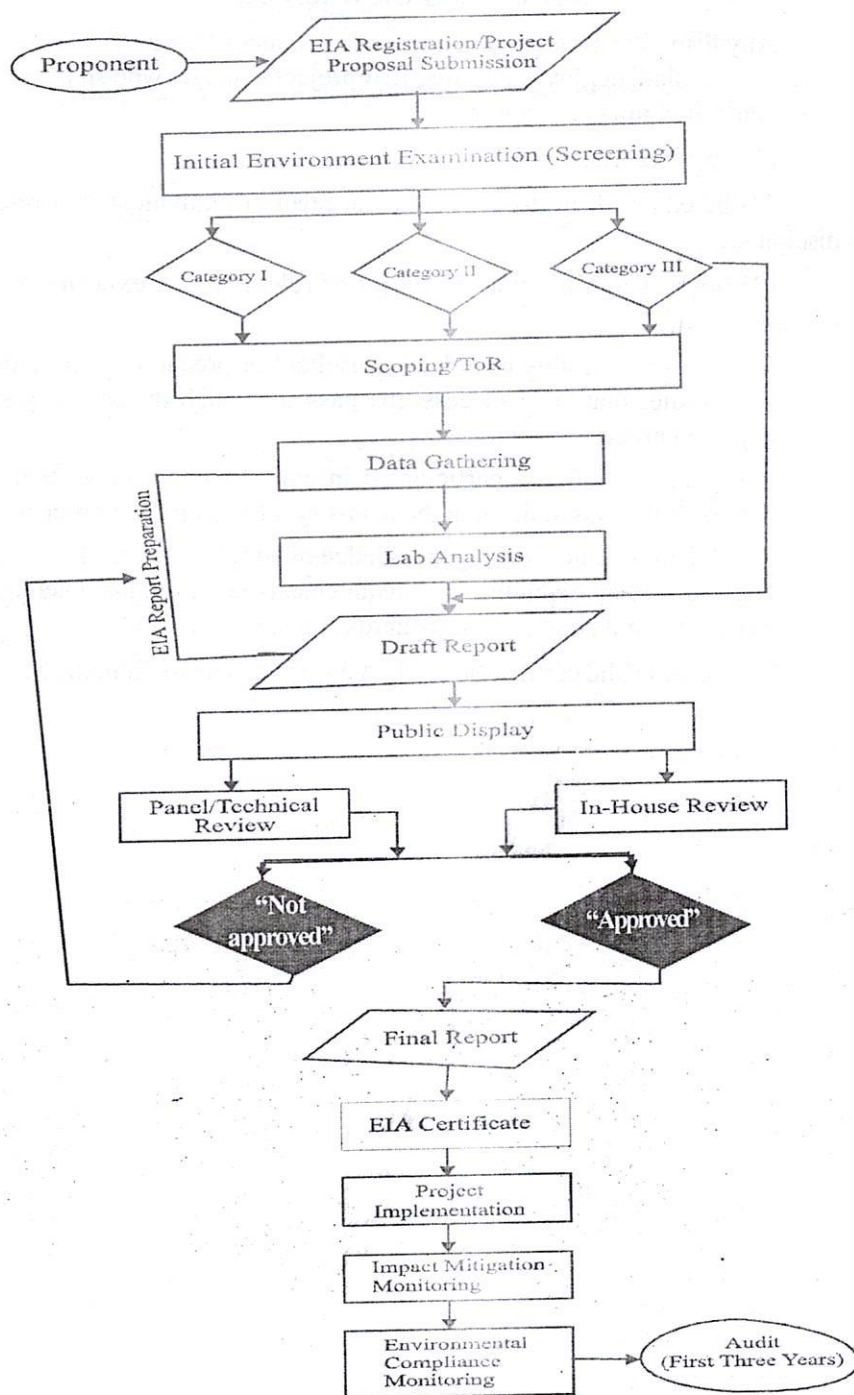 Proponent
EIA Registration/Project
Proposal Submission
Initial Environment Examination (Screening)
Category I
Category II
Category III
Scoping/ToR
Data Gathering
EIA Report Preparation
Lab Analysis
Draft Report
Public Display
Panel/Technical
Review
In-House Review
“Not
approved”
“Approved”
Final Report
EIA Certificate
Project
Implementation
Impact Mitigation
Monitoring
Environmental
Compliance
Monitoring
Audit
(First Three Years)